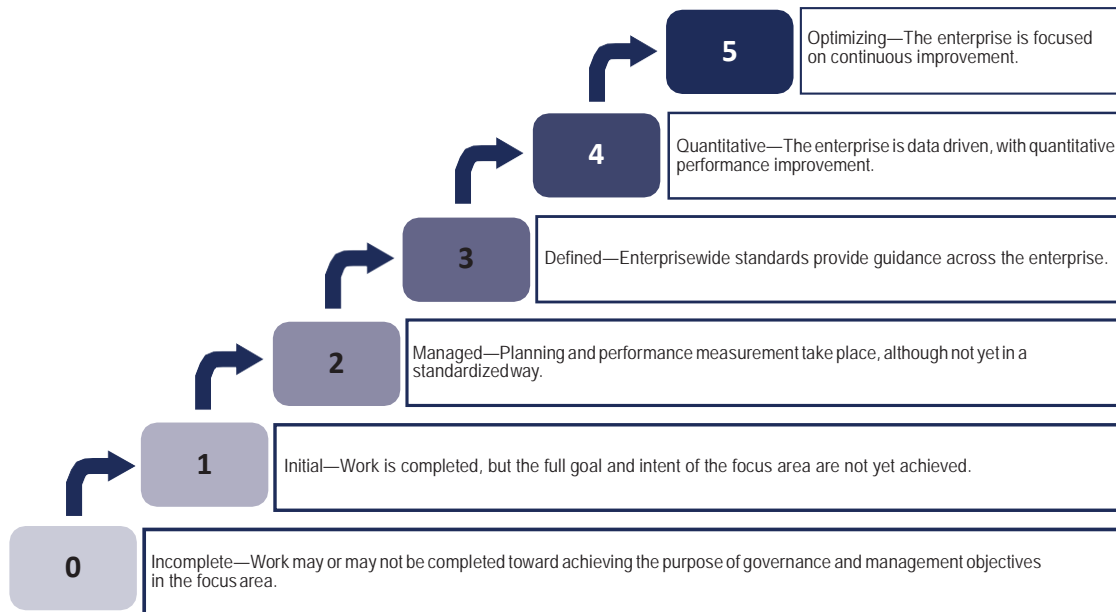 5
Optimizing—The enterprise is focused
on continuous improvement.
4
Quantitative—The enterprise is data driven, with quantitative
performance improvement.
3
Defined—Enterprisewide standards provide guidance across the enterprise.
2
Managed—Planning and performance measurement take place, although not yet in a
standardized way.
1
Initial—Work is completed, but the full goal and intent of the focus area are not yet achieved.
0
Incomplete—Work may or may not be completed toward achieving the purpose of governance and management objectives
in the focus area.